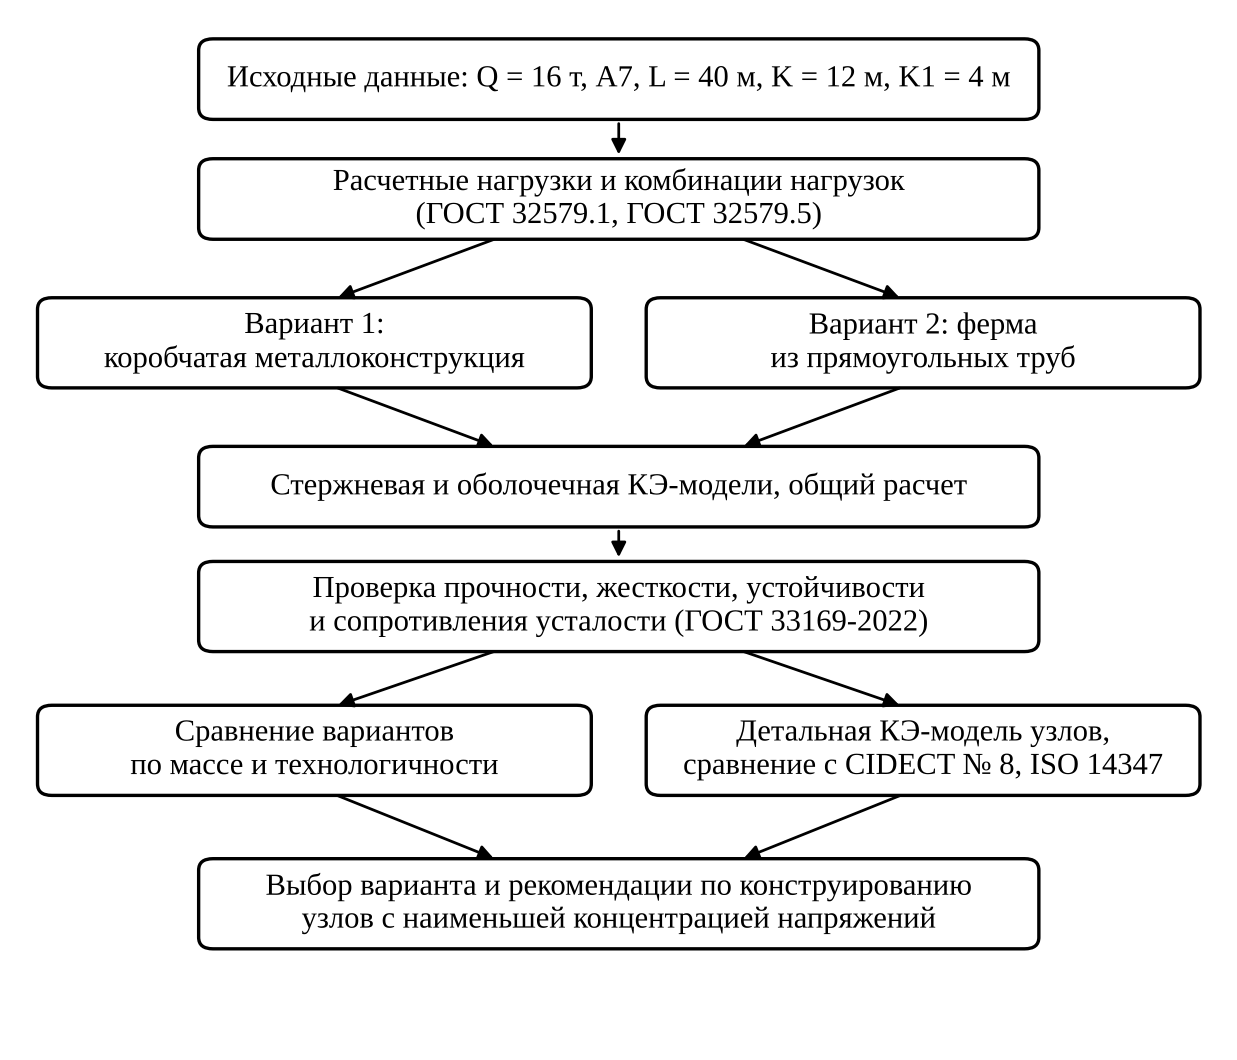 Исходные данные: Q = 16 т, А7, L = 40 м, K = 12 м, K1 = 4 м
Расчетные нагрузки и комбинации нагрузок
(ГОСТ 32579.1, ГОСТ 32579.5)
Вариант 1:
коробчатая металлоконструкция
Вариант 2: ферма
из прямоугольных труб
Стержневая и оболочечная КЭ-модели, общий расчет
Проверка прочности, жесткости, устойчивости
и сопротивления усталости (ГОСТ 33169-2022)
Сравнение вариантов
по массе и технологичности
Детальная КЭ-модель узлов,
сравнение с CIDECT № 8, ISO 14347
Выбор варианта и рекомендации по конструированию
узлов с наименьшей концентрацией напряжений